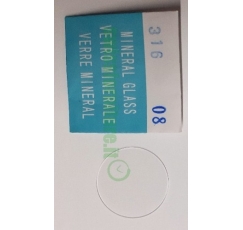 316 08
MINERAL GLASS
VETRO MINERALE
VERRE MINERAL